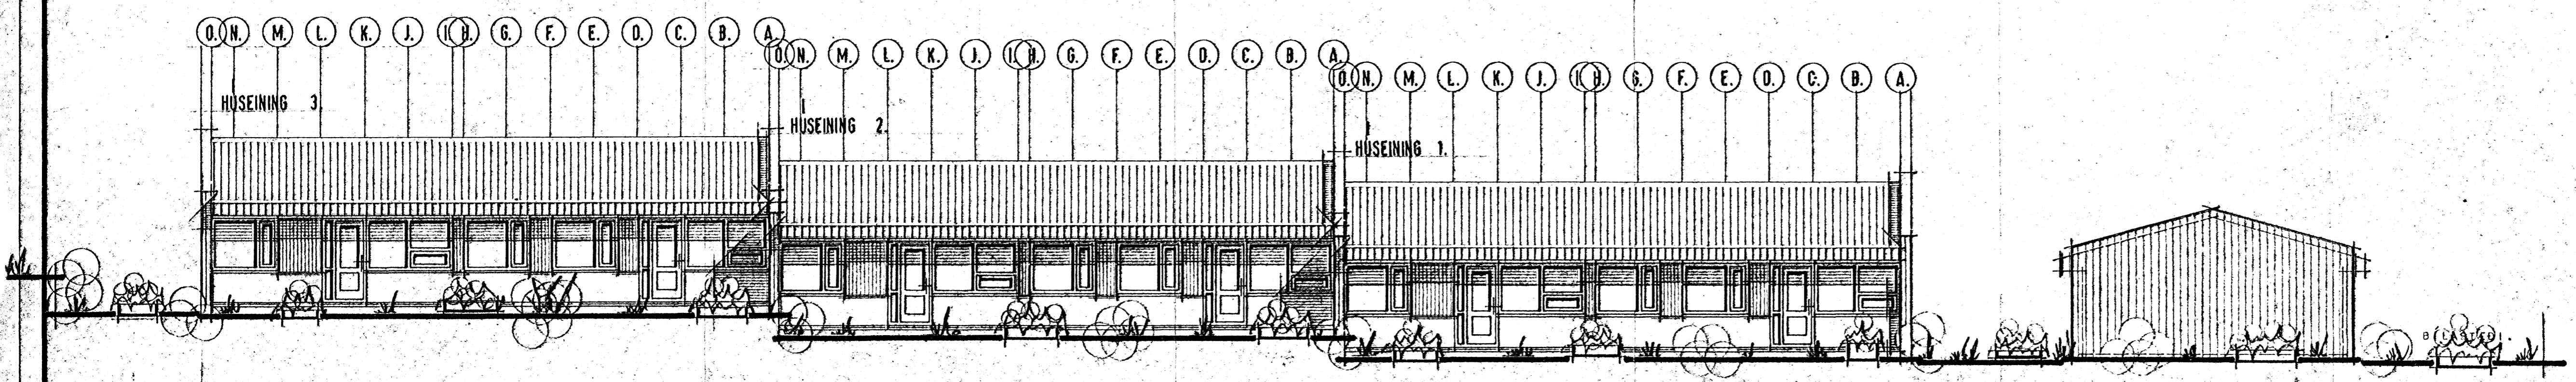 O. N. M. L. K. J. I. H. G. F. E. D. C. B. A.
HUSEINING 3.
O. N. M. L. K. J. I. H. G. F. E. D. C. B. A.
HUSEINING 2.
O. N. M. L. K. J. I. H. G. F. E. D. C. B. A.
HUSEINING 1.